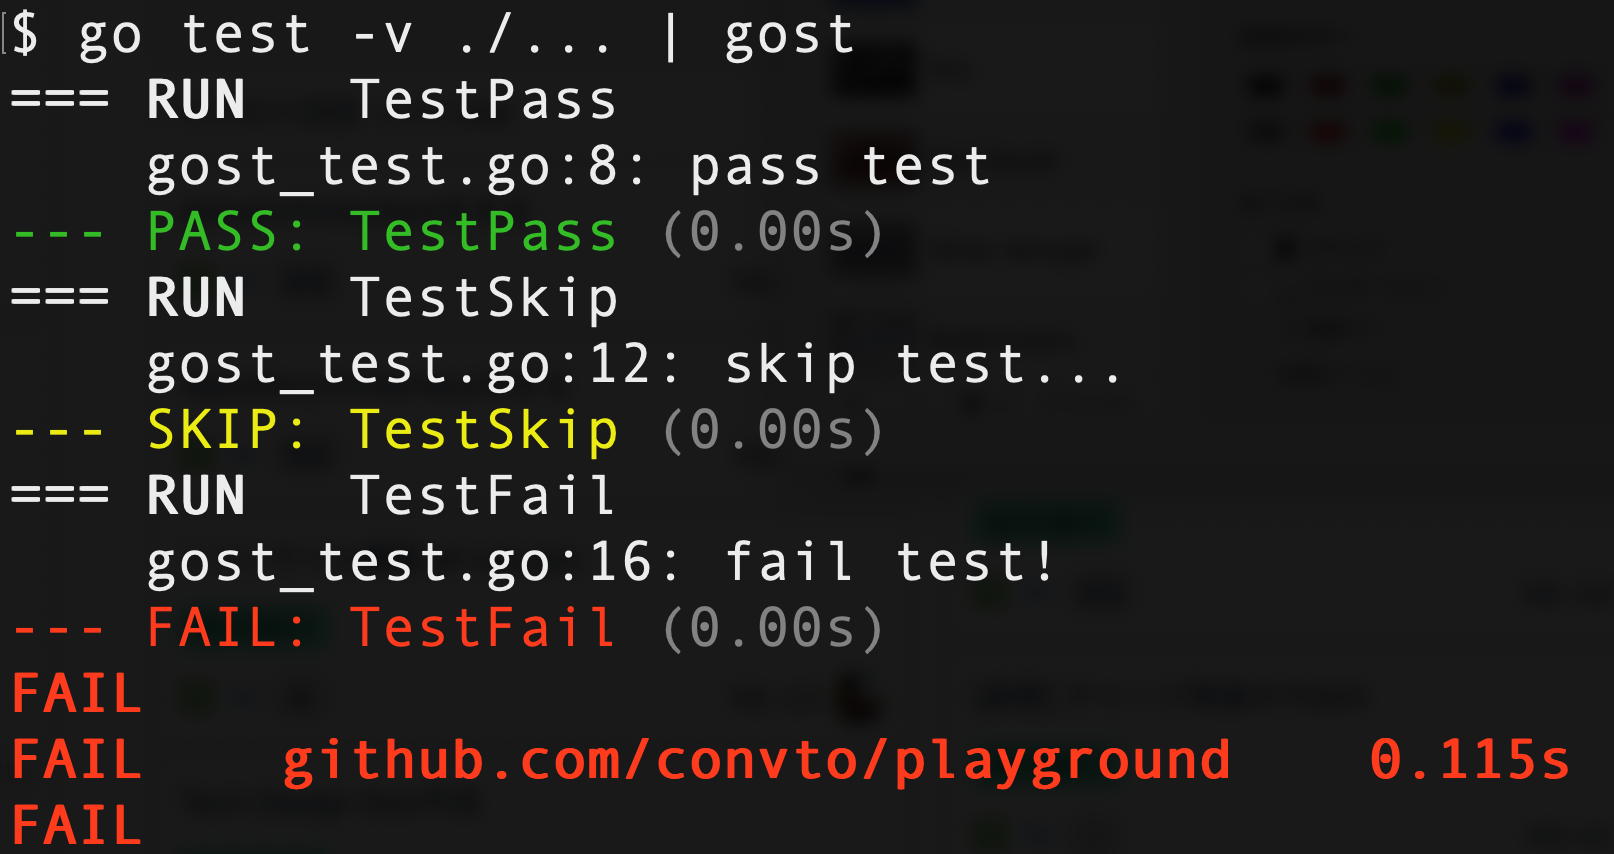 $ go test -v ./... | gost
=== RUN   TestPass
    gost_test.go:8: pass test
--- PASS: TestPass (0.00s)
=== RUN   TestSkip
    gost_test.go:12: skip test...
--- SKIP: TestSkip (0.00s)
=== RUN   TestFail
    gost_test.go:16: fail test!
--- FAIL: TestFail (0.00s)
FAIL
FAIL    github.com/convto/playground    0.115s
FAIL